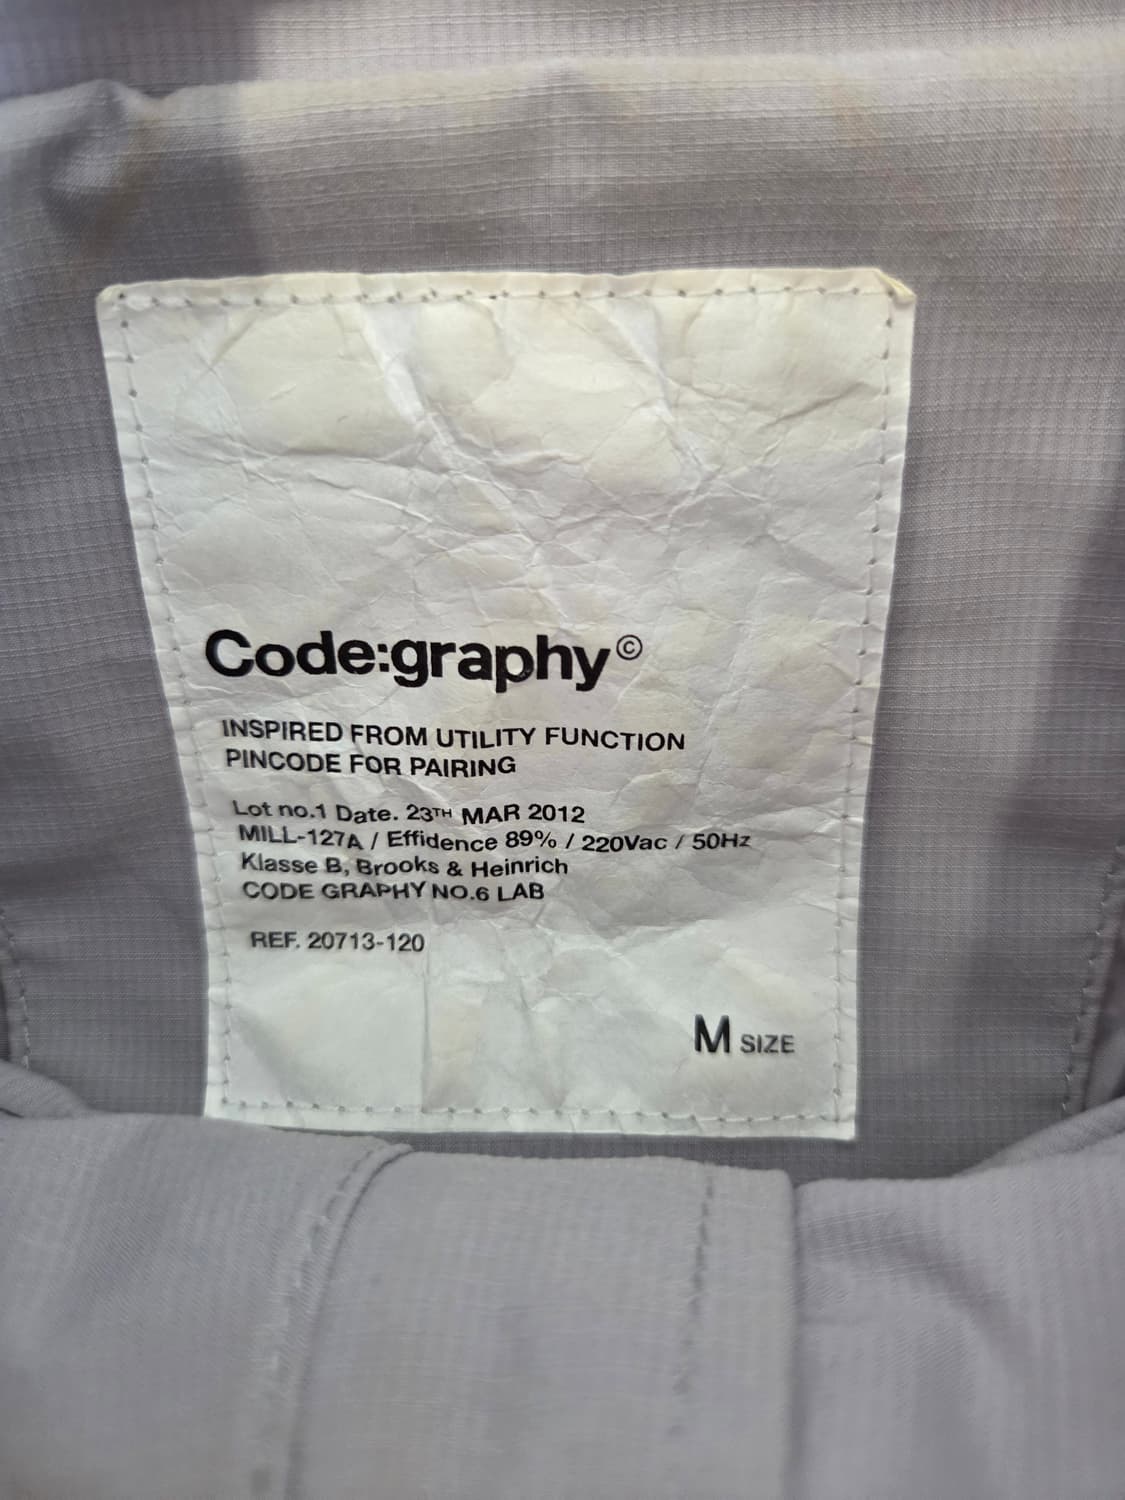 Code:graphy©
INSPIRED FROM UTILITY FUNCTION
PINCODE FOR PAIRING
Lot no.1 Date. 23TH MAR 2012
MILL-127A / Effidence 89% / 220Vac / 50Hz
Klasse B, Brooks & Heinrich
CODE GRAPHY NO.6 LAB
REF. 20713-120
M SIZE